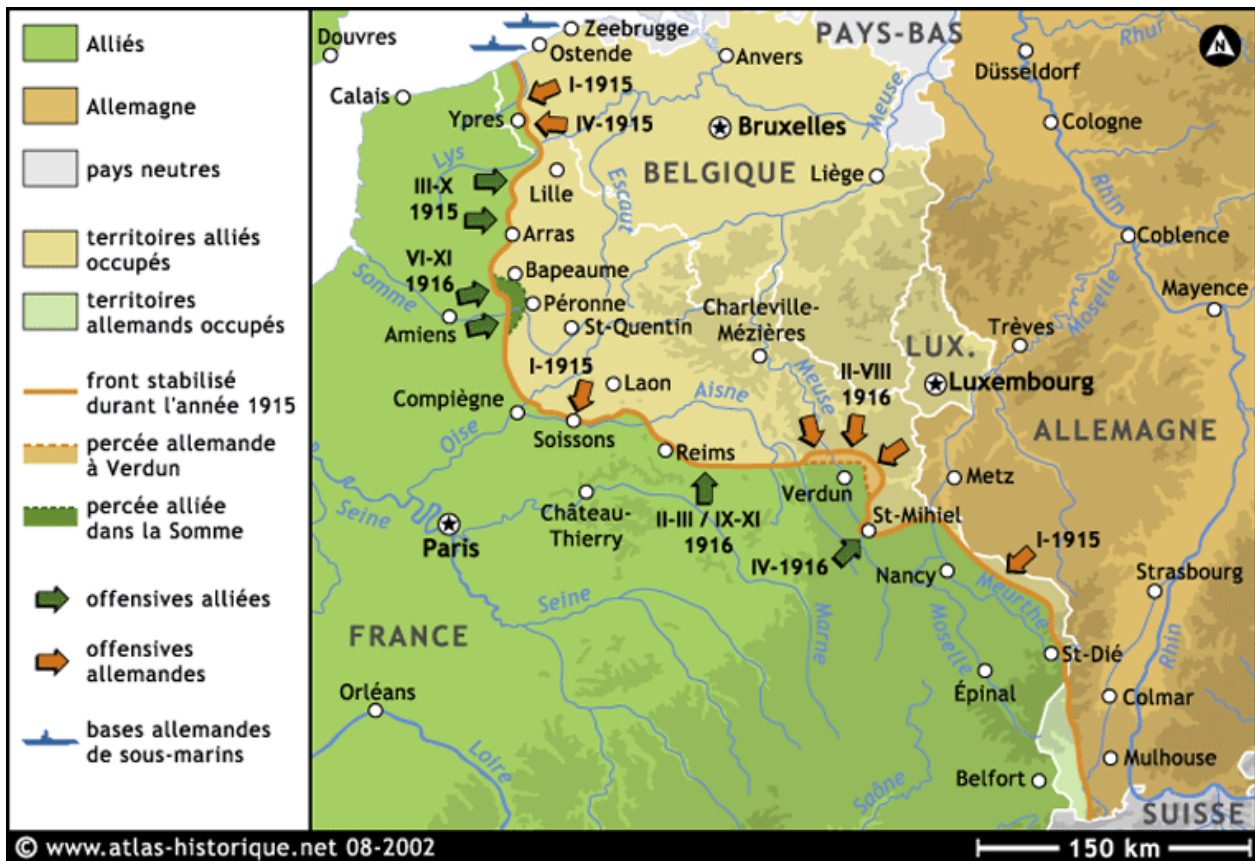 Alliés
Allemagne
pays neutres
territoires alliés
occupés
territoires
allemands occupés
front stabilisé
durant l'année 1915
percée allemande
à Verdun
percée alliée
dans la Somme
offensives alliées
offensives
allemandes
bases allemandes
de sous-marins
Douvres
Zeebrugge
Ostende
PAYS-BAS
Anvers
Rhur
N
Düsseldorf
Calais
I-1915
Ypres
IV-1915
Bruxelles
Meuse
Cologne
Lys
Lille
Escaut
BELGIQUE
Liège
Rhin
III-X
1915
Arras
Coblence
VI-XI
1916
Bapeaume
Somme
Péronne
Amiens
St-Quentin
Charleville-
Mézières
Moselle
Mayence
Trèves
LUX.
I-1915
Laon
Aisne
Meuse
II-VIII
1916
Luxembourg
Compiègne
Oise
Soissons
Reims
ALLEMAGNE
Verdun
Metz
Seine
Paris
Château-
Thierry
II-III / IX-XI
1916
St-Mihiel
IV-1916
I-1915
Nancy
Meurthe
Strasbourg
Seine
Marne
Moselle
FRANCE
St-Dié
Rhin
Orléans
Épinal
Colmar
Loire
Saône
Belfort
Mulhouse
SUISSE
© www.atlas-historique.net 08-2002
150 km